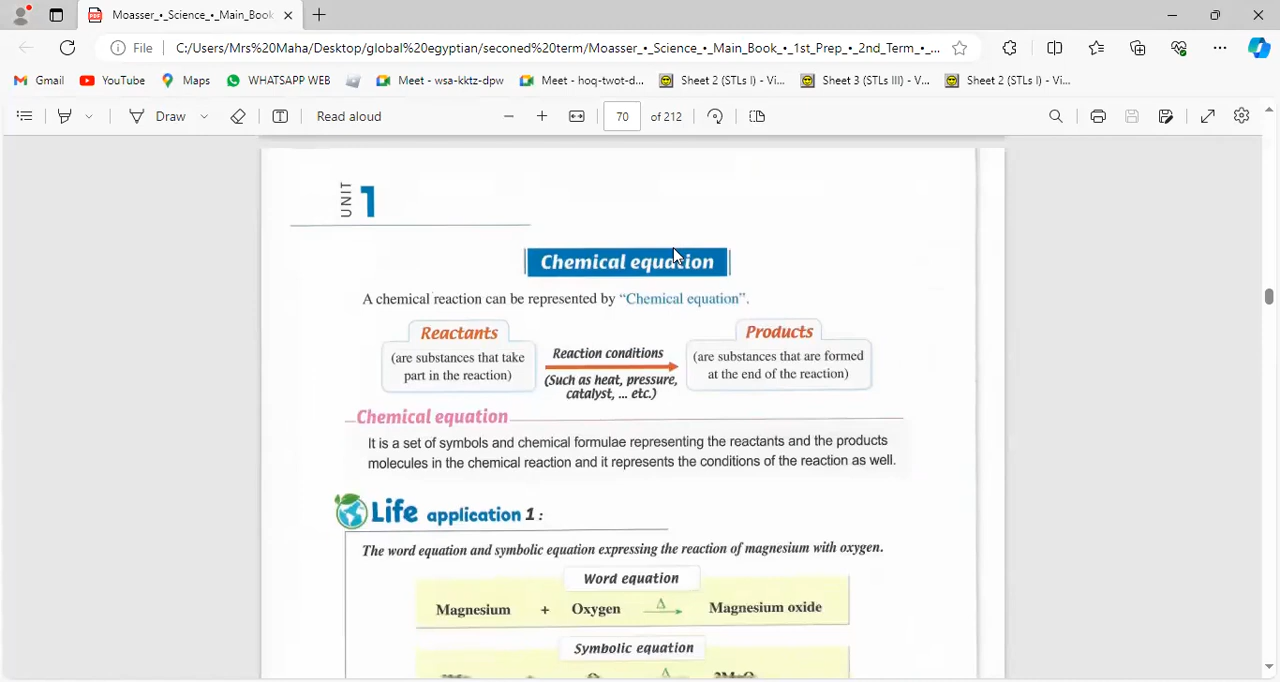 Moasser_•_Science_•_Main_Book
File
C:/Users/Mrs%20Maha/Desktop/global%20egyptian/seconed%20term/Moasser_•_Science_•_Main_Book_•_1st_Prep_•_2nd_Term_•_...
Gmail
YouTube
Maps
WHATSAPP WEB
Meet - wsa-kktz-dpw
Meet - hoq-twot-d...
Sheet 2 (STLs I) - Vi...
Sheet 3 (STLs III) - V...
Sheet 2 (STLs I) - Vi...
Draw
Read aloud
70
of 212
UNIT 1
Chemical equation
A chemical reaction can be represented by “Chemical equation”.
Reactants
(are substances that take
part in the reaction)
Reaction conditions
(Such as heat, pressure,
catalyst, ... etc.)
Products
(are substances that are formed
at the end of the reaction)
Chemical equation
It is a set of symbols and chemical formulae representing the reactants and the products
molecules in the chemical reaction and it represents the conditions of the reaction as well.
Life application 1 :
The word equation and symbolic equation expressing the reaction of magnesium with oxygen.
Word equation
Magnesium + Oxygen Δ→ Magnesium oxide
Symbolic equation